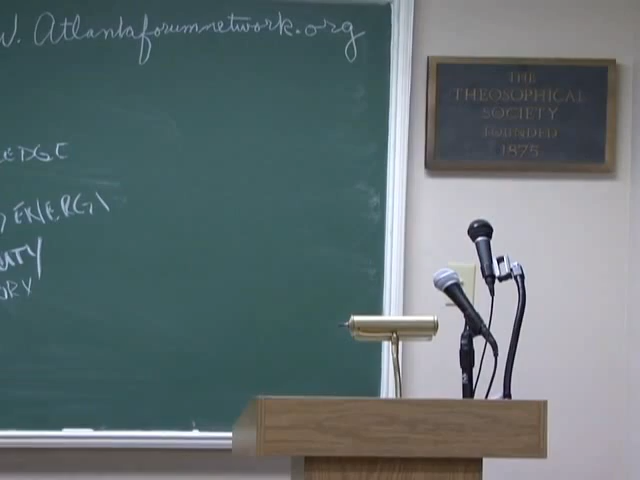 W. Atlantaforumnetwork.org
EDGE
ENERGY
UTY
ORY
THE
THEOSOPHICAL
SOCIETY
FOUNDED
1875